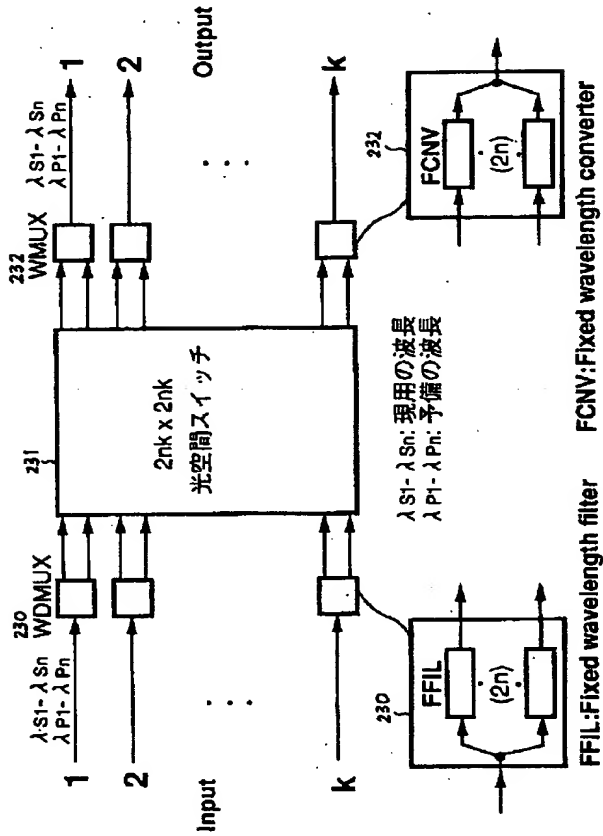 λS1-λSn
λP1-λPn
230
WDMUX
1
2
Input
k
231
2nk x 2nk
光空間スイッチ
232
WMUX
λS1-λSn
λP1-λPn
1
2
Output
k
λS1-λSn: 現用の波長
λP1-λPn: 予備の波長
230
FFIL
(2n)
FFIL:Fixed wavelength filter
232
FCNV
(2n)
FCNV:Fixed wavelength converter